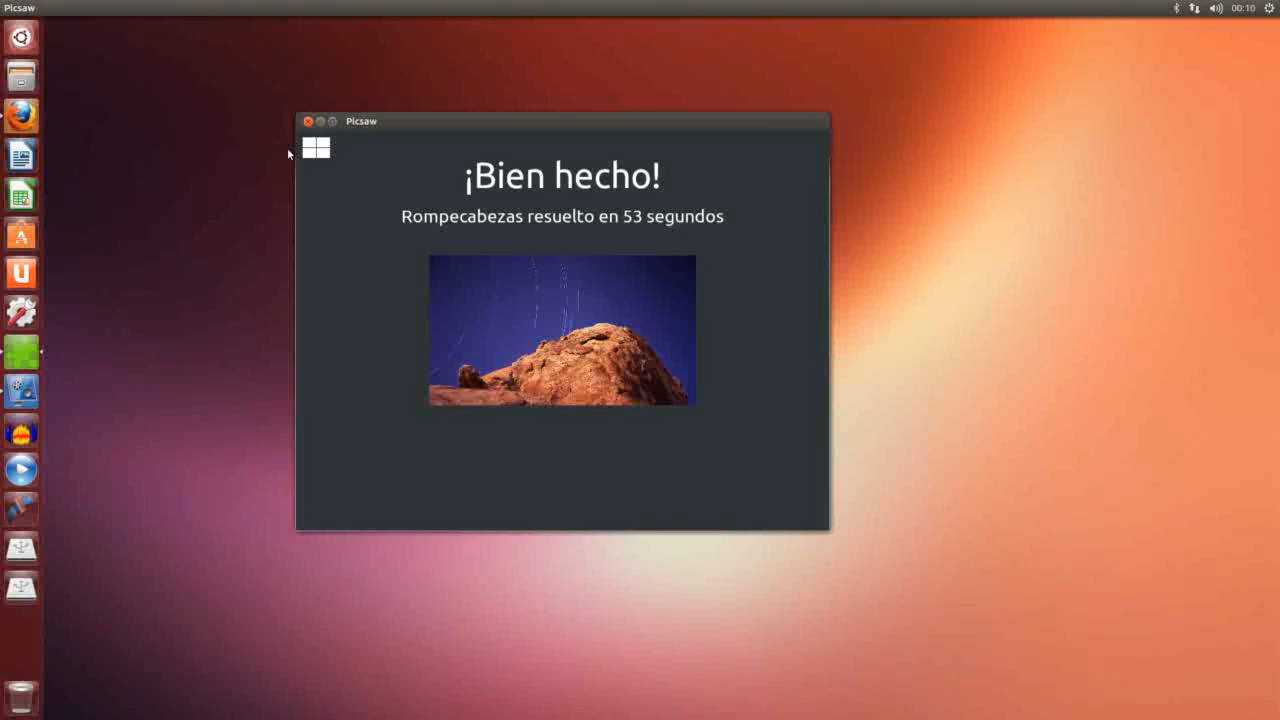 Picsaw
00:10
Picsaw
¡Bien hecho!
Rompecabezas resuelto en 53 segundos